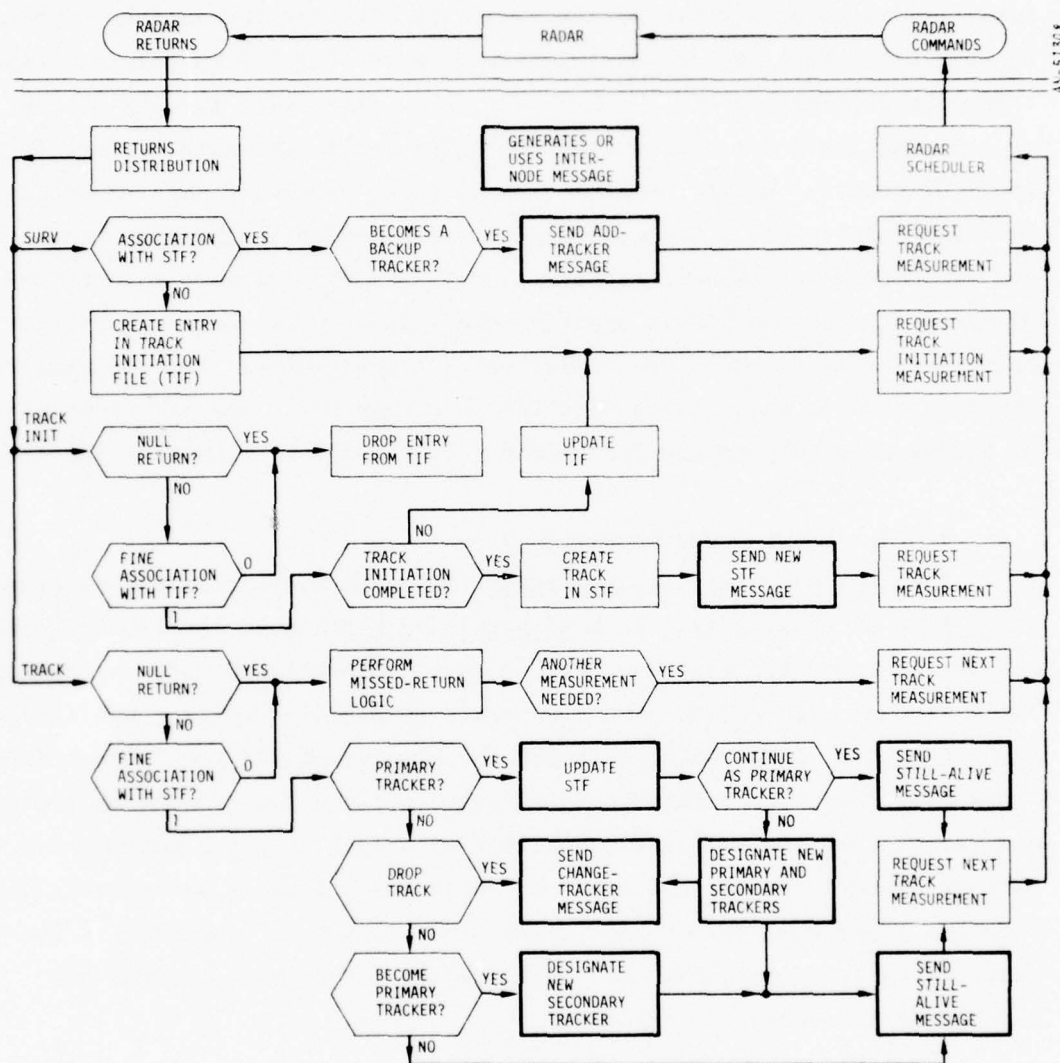 RADAR
RETURNS
RADAR
RADAR
COMMANDS
RETURNS
DISTRIBUTION
GENERATES OR
USES INTER-
NODE MESSAGE
RADAR
SCHEDULER
SURV
ASSOCIATION
WITH STF?
YES
BECOMES A
BACKUP
TRACKER?
YES
SEND ADD-
TRACKER
MESSAGE
REQUEST
TRACK
MEASUREMENT
NO
CREATE ENTRY
IN TRACK
INITIATION
FILE (TIF)
REQUEST
TRACK
INITIATION
MEASUREMENT
TRACK
INIT
NULL
RETURN?
YES
DROP ENTRY
FROM TIF
UPDATE
TIF
NO
NO
FINE
ASSOCIATION
WITH TIF?
0
1
TRACK
INITIATION
COMPLETED?
YES
CREATE
TRACK
IN STF
SEND NEW
STF
MESSAGE
REQUEST
TRACK
MEASUREMENT
TRACK
NULL
RETURN?
YES
PERFORM
MISSED-RETURN
LOGIC
ANOTHER
MEASUREMENT
NEEDED?
YES
REQUEST NEXT
TRACK
MEASUREMENT
NO
FINE
ASSOCIATION
WITH STF?
0
1
PRIMARY
TRACKER?
YES
UPDATE
STF
CONTINUE
AS PRIMARY
TRACKER?
YES
SEND
STILL-ALIVE
MESSAGE
NO
NO
DROP
TRACK
YES
SEND
CHANGE-
TRACKER
MESSAGE
DESIGNATE NEW
PRIMARY AND
SECONDARY
TRACKERS
REQUEST NEXT
TRACK
MEASUREMENT
NO
BECOME
PRIMARY
TRACKER?
YES
DESIGNATE
NEW
SECONDARY
TRACKER
SEND
STILL-
ALIVE
MESSAGE
NO